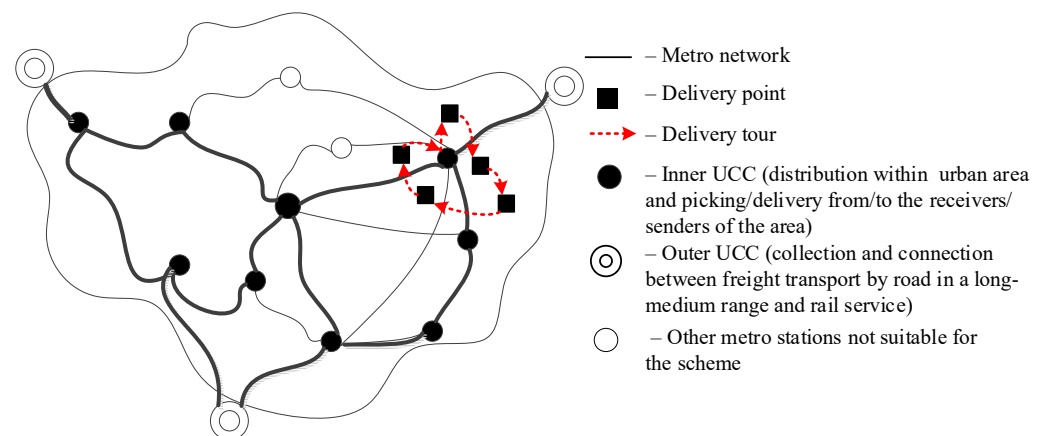 – Metro network
– Delivery point
– Delivery tour
– Inner UCC (distribution within urban area
and picking/delivery from/to the receivers/
senders of the area)
– Outer UCC (collection and connection
between freight transport by road in a long-
medium range and rail service)
– Other metro stations not suitable for
the scheme